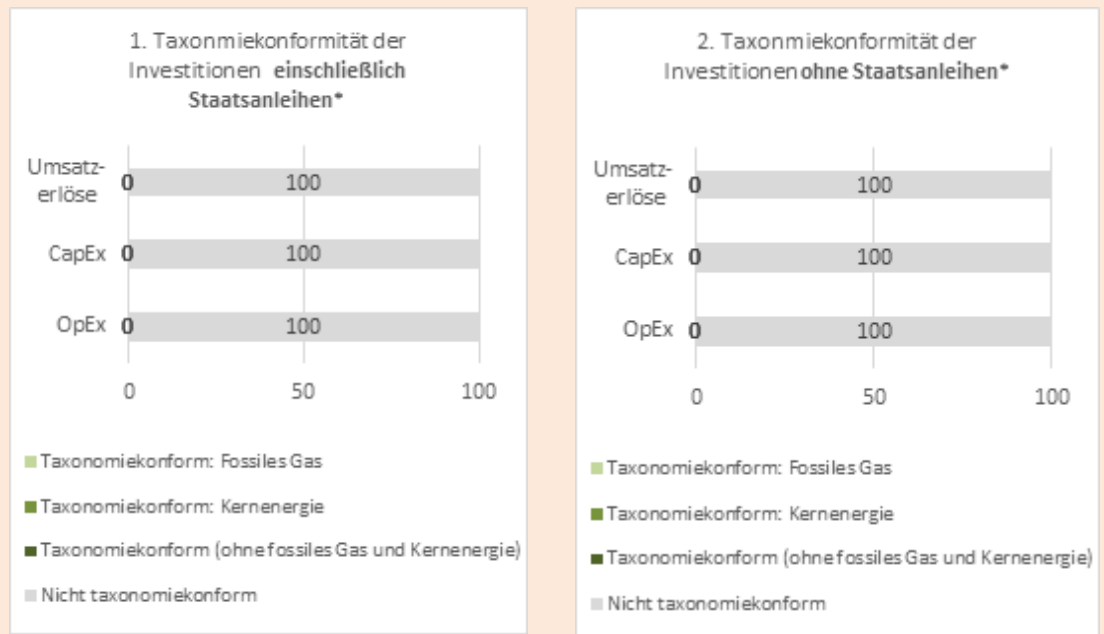 1. Taxonmiekonformität der
Investitionen einschließlich
Staatsanleihen*
Umsatz-
erlöse
0 100
CapEx 0 100
OpEx 0 100
0 50 100
Taxonomiekonform: Fossiles Gas
Taxonomiekonform: Kernenergie
Taxonomiekonform (ohne fossiles Gas und Kernenergie)
Nicht taxonomiekonform
2. Taxonmiekonformität der
Investitionen ohne Staatsanleihen*
Umsatz-
erlöse
0 100
CapEx 0 100
OpEx 0 100
0 50 100
Taxonomiekonform: Fossiles Gas
Taxonomiekonform: Kernenergie
Taxonomiekonform (ohne fossiles Gas und Kernenergie)
Nicht taxonomiekonform